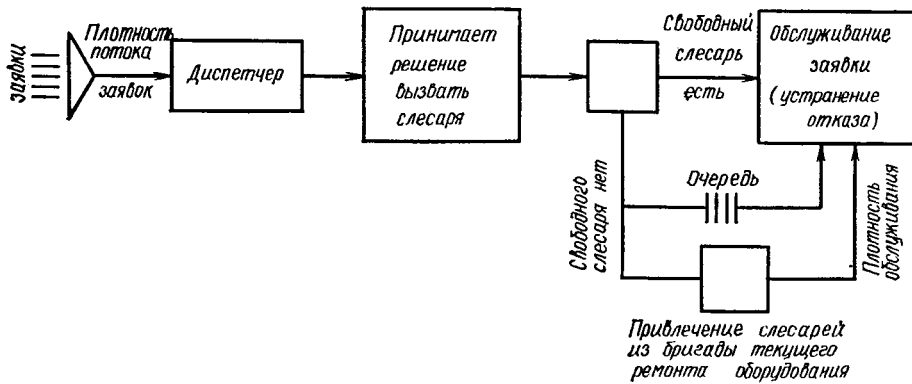 Заявки
Плотность
потока
заявок
Диспетчер
Принимает
решение
вызвать
слесаря
Свободный
слесарь
есть
Обслуживание
заявки
(устранение
отказа)
Свободного
слесаря нет
Очередь
Плотность
обслуживания
Привлечение слесарей
из бригады текущего
ремонта оборудования